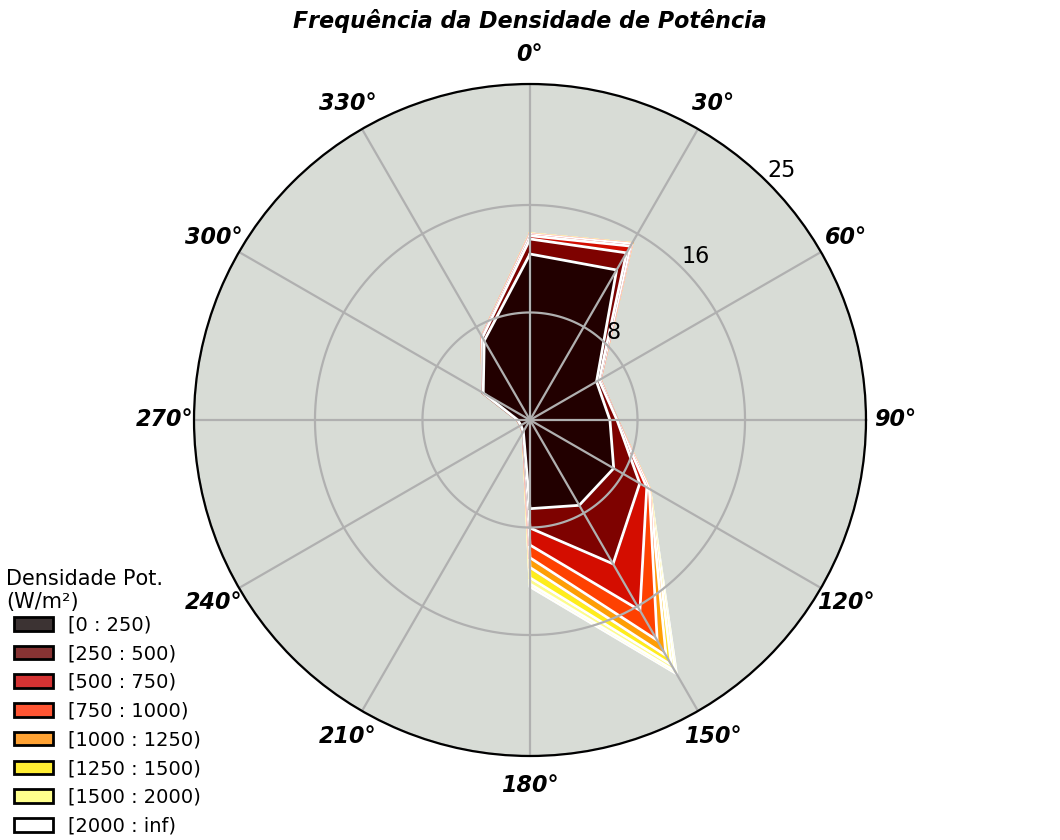 Frequência da Densidade de Potência
0°
330°
30°
25
300°
60°
16
8
270°
90°
240°
120°
210°
150°
180°
Densidade Pot.
(W/m²)
[0 : 250)
[250 : 500)
[500 : 750)
[750 : 1000)
[1000 : 1250)
[1250 : 1500)
[1500 : 2000)
[2000 : inf)